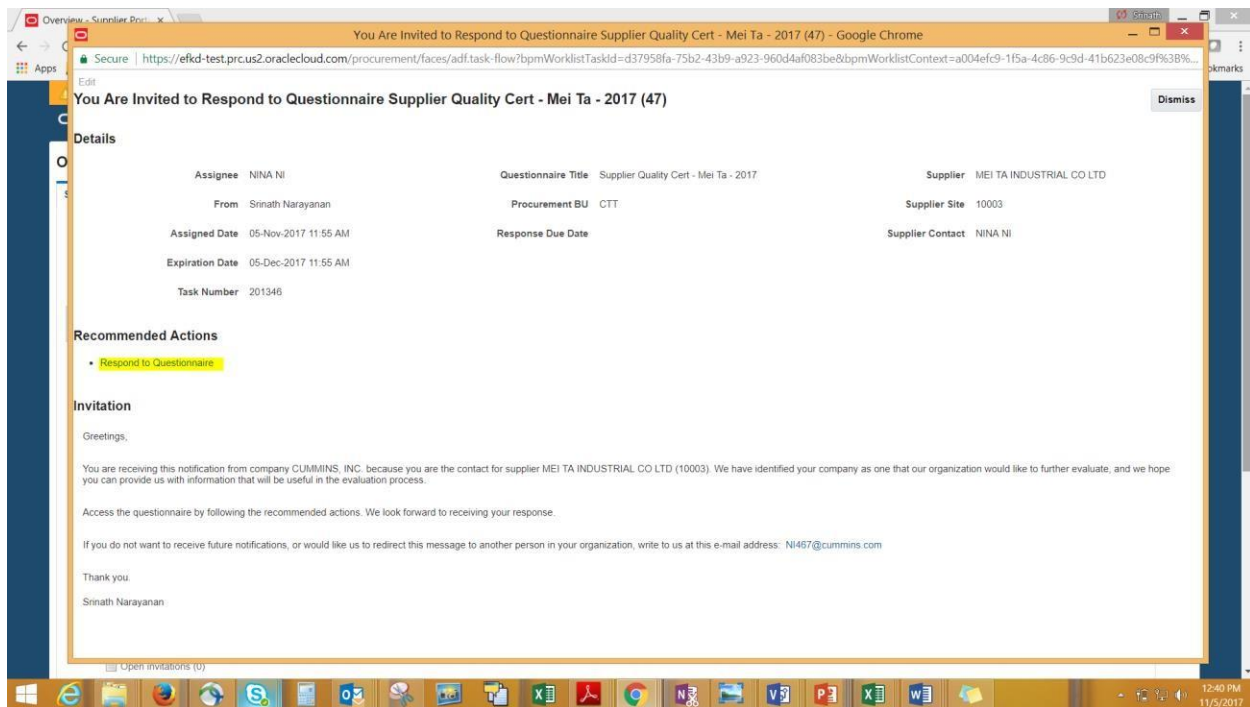 Overview - Supplier Port
Srinath
You Are Invited to Respond to Questionnaire Supplier Quality Cert - Mei Ta - 2017 (47) - Google Chrome
Secure | https://efkd-test.prc.us2.oraclecloud.com/procurement/faces/adf.task-flow?bpmWorklistTaskId=d37958fa-75b2-43b9-a923-960d4af083be&bpmWorklistContext=a004efc9-1f5a-4c86-9c9d-41b623e08c9f%3B%...
Apps
okmarks
Edit
You Are Invited to Respond to Questionnaire Supplier Quality Cert - Mei Ta - 2017 (47)
Dismiss
Details
Assignee NINA NI Questionnaire Title Supplier Quality Cert - Mei Ta - 2017 Supplier MEI TA INDUSTRIAL CO LTD
From Srinath Narayanan Procurement BU CTT Supplier Site 10003
Assigned Date 05-Nov-2017 11:55 AM Response Due Date Supplier Contact NINA NI
Expiration Date 05-Dec-2017 11:55 AM
Task Number 201346
Recommended Actions
• Respond to Questionnaire
Invitation
Greetings,
You are receiving this notification from company CUMMINS, INC. because you are the contact for supplier MEI TA INDUSTRIAL CO LTD (10003). We have identified your company as one that our organization would like to further evaluate, and we hope
you can provide us with information that will be useful in the evaluation process.
Access the questionnaire by following the recommended actions. We look forward to receiving your response.
If you do not want to receive future notifications, or would like us to redirect this message to another person in your organization, write to us at this e-mail address: NI467@cummins.com
Thank you.
Srinath Narayanan
Open Invitations (0)
12:40 PM
11/5/2017